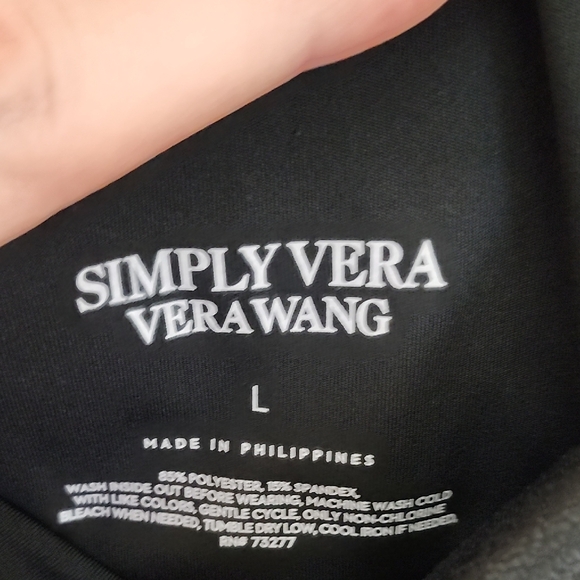 SIMPLY VERA
VERA WANG
L
MADE IN PHILIPPINES
85% POLYESTER, 15% SPANDEX,
WASH INSIDE OUT BEFORE WEARING, MACHINE WASH COLD
WITH LIKE COLORS, GENTLE CYCLE, ONLY NON-CHLORINE
BLEACH WHEN NEEDED, TUMBLE DRY LOW, COOL IRON IF NEEDED.
RN# 73277